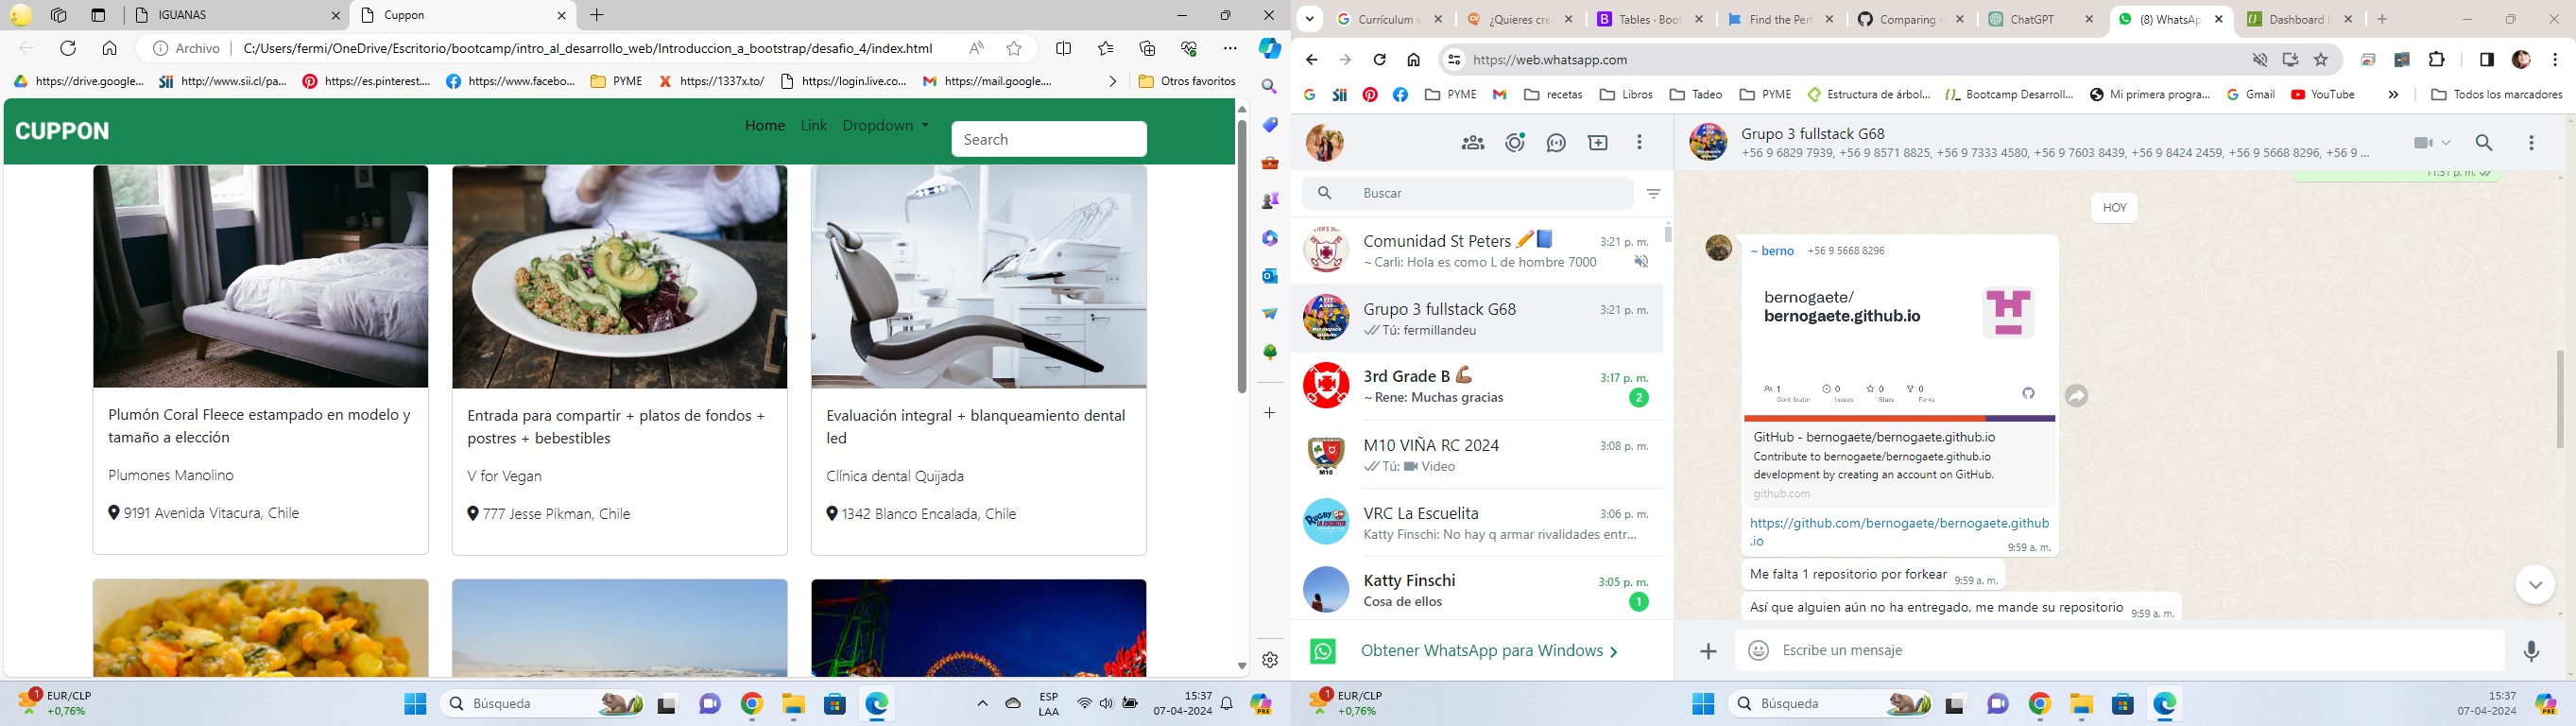 IGUANAS
Cuppon
Archivo
C:/Users/fermi/OneDrive/Escritorio/bootcamp/intro_al_desarrollo_web/Introduccion_a_bootstrap/desafio_4/index.html
https://drive.google...
http://www.sii.cl/pa...
https://es.pinterest....
https://www.facebo...
PYME
https://1337x.to/
https://login.live.co...
https://mail.google....
Otros favoritos
CUPPON
Home
Link
Dropdown
Search
Plumón Coral Fleece estampado en modelo y
tamaño a elección
Plumones Manolino
9191 Avenida Vitacura, Chile
Entrada para compartir + platos de fondos +
postres + bebestibles
V for Vegan
777 Jesse Pikman, Chile
Evaluación integral + blanqueamiento dental
led
Clínica dental Quijada
1342 Blanco Encalada, Chile
1
EUR/CLP
+0,76%
Búsqueda
ESP
LAA
15:37
07-04-2024
PRE
Currículum v
¿Quieres cre
Tables · Boot
Find the Perf
Comparing
ChatGPT
(8) WhatsAp
Dashboard
https://web.whatsapp.com
PYME
recetas
Libros
Tadeo
PYME
Estructura de árbol...
Bootcamp Desarroll...
Mi primera progra...
Gmail
YouTube
Todos los marcadores
Buscar
Comunidad St Peters ✏️📘
3:21 p. m.
~ Carli: Hola es como L de hombre 7000
Grupo 3 fullstack G68
3:21 p. m.
Tú: fermillandeu
3rd Grade B 💪🏽
3:17 p. m.
~ Rene: Muchas gracias
2
M10 VIÑA RC 2024
3:08 p. m.
Tú: Video
M10
VRC La Escuelita
3:06 p. m.
Katty Finschi: No hay q armar rivalidades entr...
Katty Finschi
3:05 p. m.
Cosa de ellos
1
Obtener WhatsApp para Windows
Grupo 3 fullstack G68
+56 9 6829 7939, +56 9 8571 8825, +56 9 7333 4580, +56 9 7603 8439, +56 9 8424 2459, +56 9 5668 8296, +56 9 ...
11:51 p. m.
HOY
~ berno +56 9 5668 8296
bernogaete/
bernogaete.github.io
1
Contributor
0
Issues
0
Stars
0
Forks
GitHub - bernogaete/bernogaete.github.io
Contribute to bernogaete/bernogaete.github.io
development by creating an account on GitHub.
github.com
https://github.com/bernogaete/bernogaete.github
.io
9:59 a. m.
Me falta 1 repositorio por forkear
9:59 a. m.
Así que alguien aún no ha entregado, me mande su repositorio
9:59 a. m.
Escribe un mensaje
1
EUR/CLP
+0,76%
Búsqueda
15:37
07-04-2024
PRE